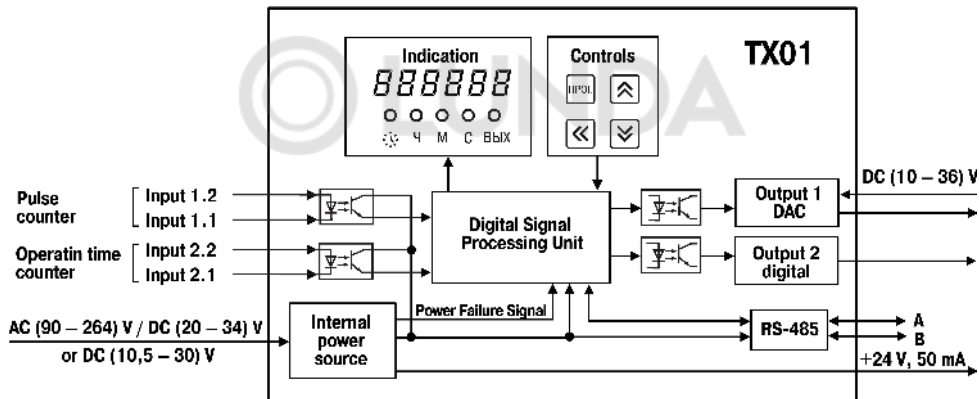 LUNDA
TX01
Indication
888888
Ч М С ВЫХ
Controls
ПРОГ.
Pulse
counter
Input 1.2
Input 1.1
Operatin time
counter
Input 2.2
Input 2.1
Digital Signal
Processing Unit
Output 1
DAC
DC (10 – 36) V
Output 2
digital
Power Failure Signal
AC (90 – 264) V / DC (20 – 34) V
or DC (10,5 – 30) V
Internal
power
source
RS-485
A
B
+24 V, 50 mA